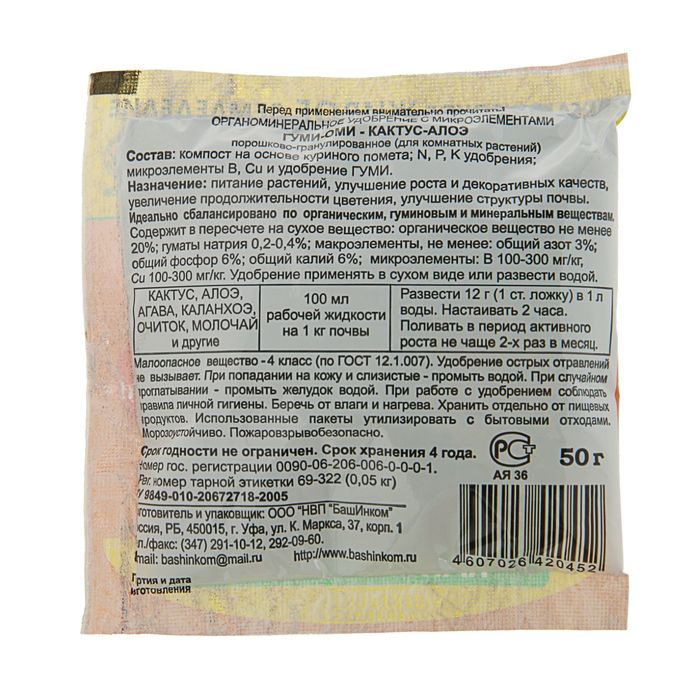 Перед применением внимательно прочитать!
ОРГАНОМИНЕРАЛЬНОЕ УДОБРЕНИЕ С МИКРОЭЛЕМЕНТАМИ
ГУМИ-ОМИ - КАКТУС-АЛОЭ
порошково-гранулированное (для комнатных растений)
Состав: компост на основе куриного помета; N, P, K удобрения;
микроэлементы B, Cu и удобрение ГУМИ.
Назначение: питание растений, улучшение роста и декоративных качеств,
увеличение продолжительности цветения, улучшение структуры почвы.
Идеально сбалансировано по органическим, гуминовым и минеральным веществам.
Содержит в пересчете на сухое вещество: органическое вещество не менее
20%; гуматы натрия 0,2-0,4%; макроэлементы, не менее: общий азот 3%;
общий фосфор 6%; общий калий 6%; микроэлементы: B 100-300 мг/кг,
Cu 100-300 мг/кг. Удобрение применять в сухом виде или развести водой.
КАКТУС, АЛОЭ,
АГАВА, КАЛАНХОЭ,
ОЧИТОК, МОЛОЧАЙ
и другие
100 мл
рабочей жидкости
на 1 кг почвы
Развести 12 г (1 ст. ложку) в 1 л
воды. Настаивать 2 часа.
Поливать в период активного
роста не чаще 2-х раз в месяц.
Малоопасное вещество - 4 класс (по ГОСТ 12.1.007). Удобрение острых отравлений
не вызывает. При попадании на кожу и слизистые - промыть водой. При случайном
проглатывании - промыть желудок водой. При работе с удобрением соблюдать
правила личной гигиены. Беречь от влаги и нагрева. Хранить отдельно от пищевых
продуктов. Использованные пакеты утилизировать с бытовыми отходами.
Морозоустойчиво. Пожаровзрывобезопасно.
Срок годности не ограничен. Срок хранения 4 года.
Номер гос. регистрации 0090-06-206-006-0-0-0-1.
Рег. номер тарной этикетки 69-322 (0,05 кг)
У 9849-010-20672718-2005
зготовитель и упаковщик: ООО "НВП "БашИнком"
оссия, РБ, 450015, г. Уфа, ул. К. Маркса, 37, корп. 1
ел./факс: (347) 291-10-12, 292-09-60.
Email: bashinkom@mail.ru http://www.bashinkom.ru
артия и дата
зготовления
РСТ
АЯ 36
50 г
4 607026 420452